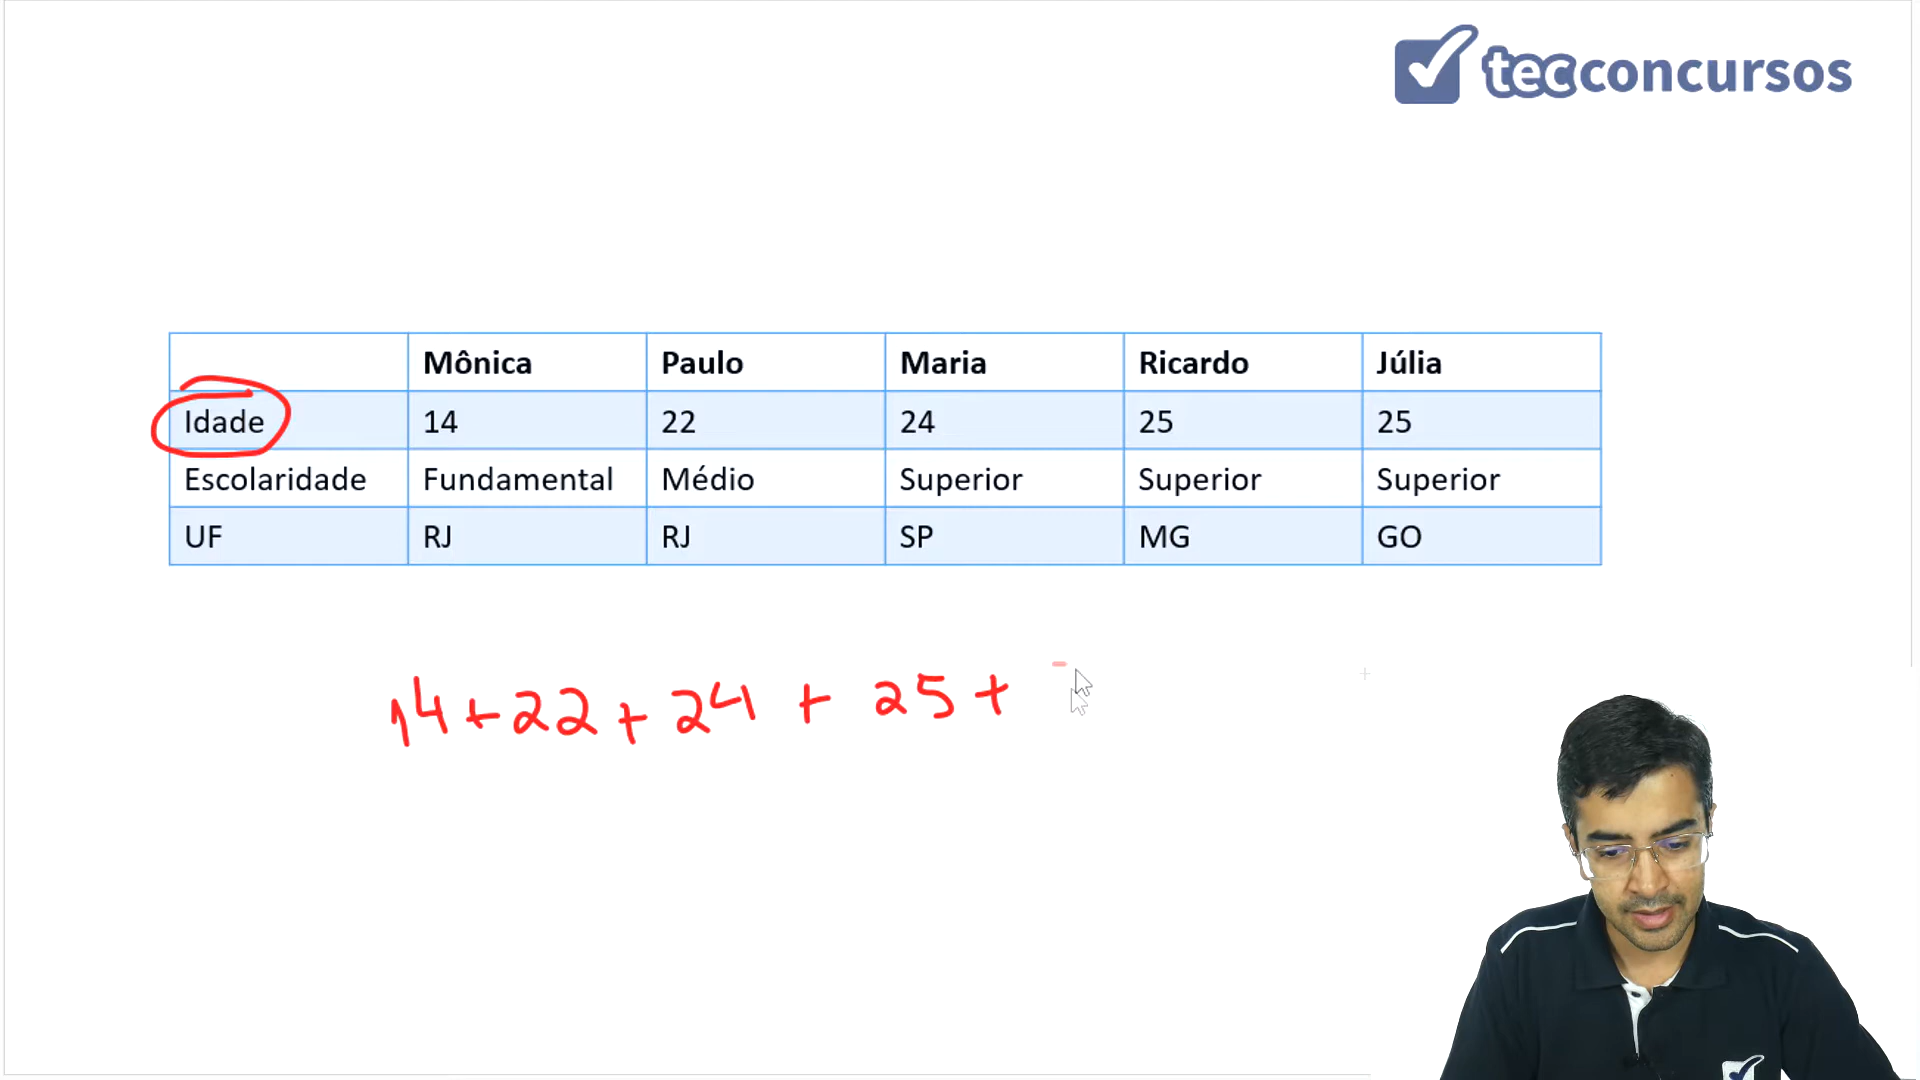 tecconcursos
Mônica Paulo Maria Ricardo Júlia
Idade 14 22 24 25 25
Escolaridade Fundamental Médio Superior Superior Superior
UF RJ RJ SP MG GO
14+22+24+25+